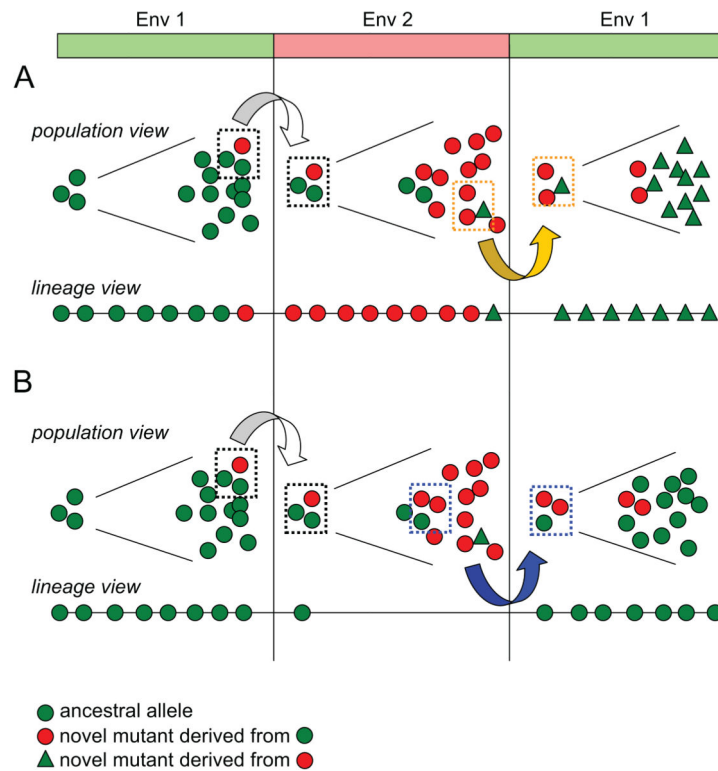 Env 1 Env 2 Env 1
A
population view
lineage view
B
population view
lineage view
ancestral allele
novel mutant derived from
novel mutant derived from